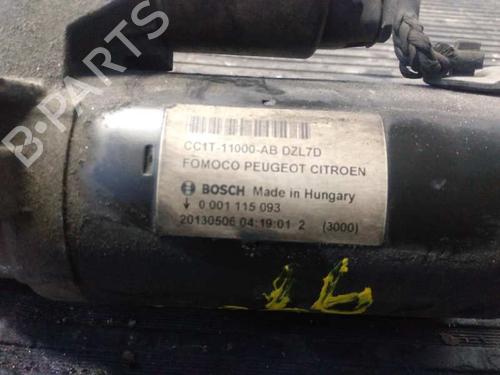 CC1T-11000-AB DZL7D
FOMOCO PEUGEOT CITROEN
BOSCH Made in Hungary
0 001 115 093
20130506 04:19:01 2 (3000)
B-PARTS